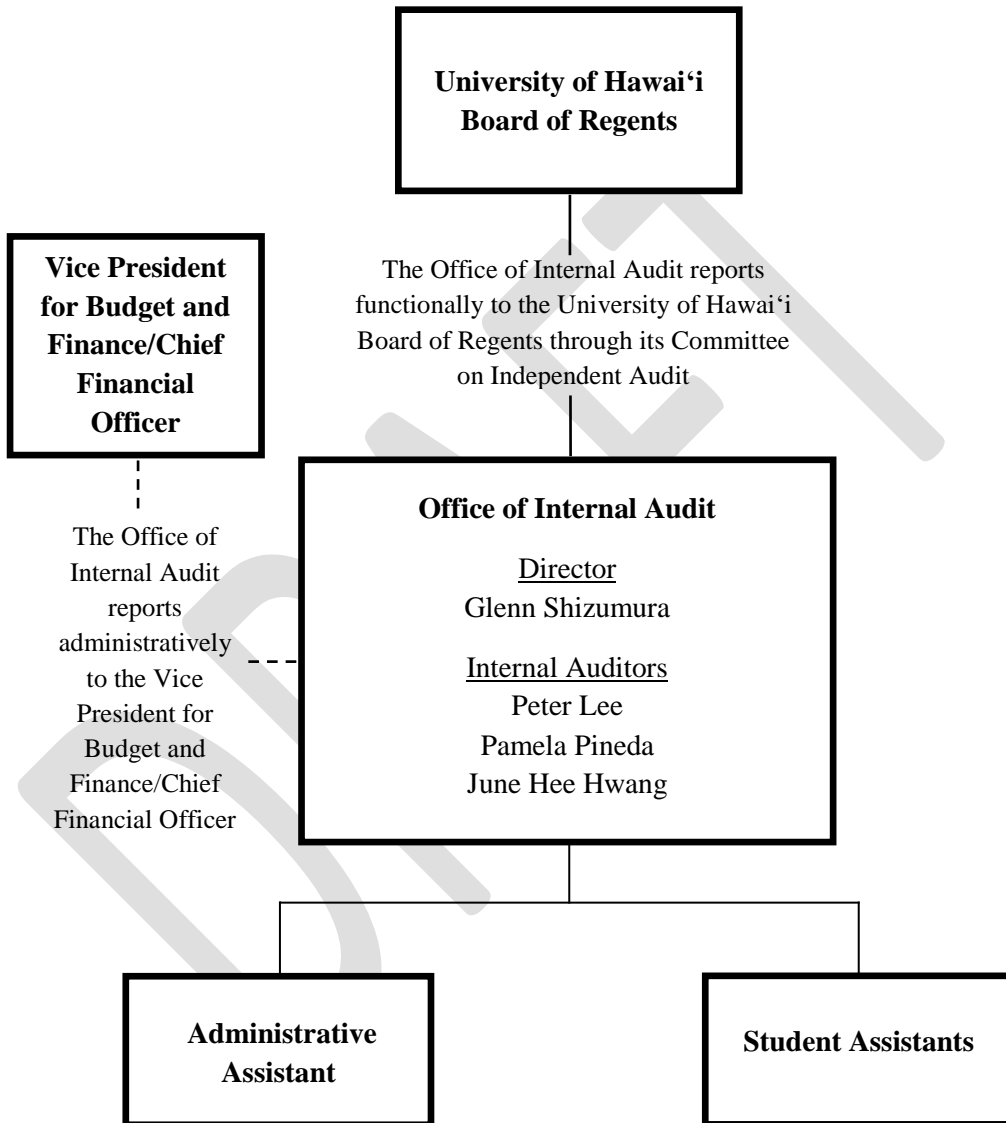 University of Hawai‘i
Board of Regents
Vice President
for Budget and
Finance/Chief
Financial
Officer
The Office of Internal Audit reports
functionally to the University of Hawai‘i
Board of Regents through its Committee
on Independent Audit
The Office of
Internal Audit
reports
administratively
to the Vice
President for
Budget and
Finance/Chief
Financial Officer
Office of Internal Audit
Director
Glenn Shizumura
Internal Auditors
Peter Lee
Pamela Pineda
June Hee Hwang
Administrative
Assistant
Student Assistants
DRAFT